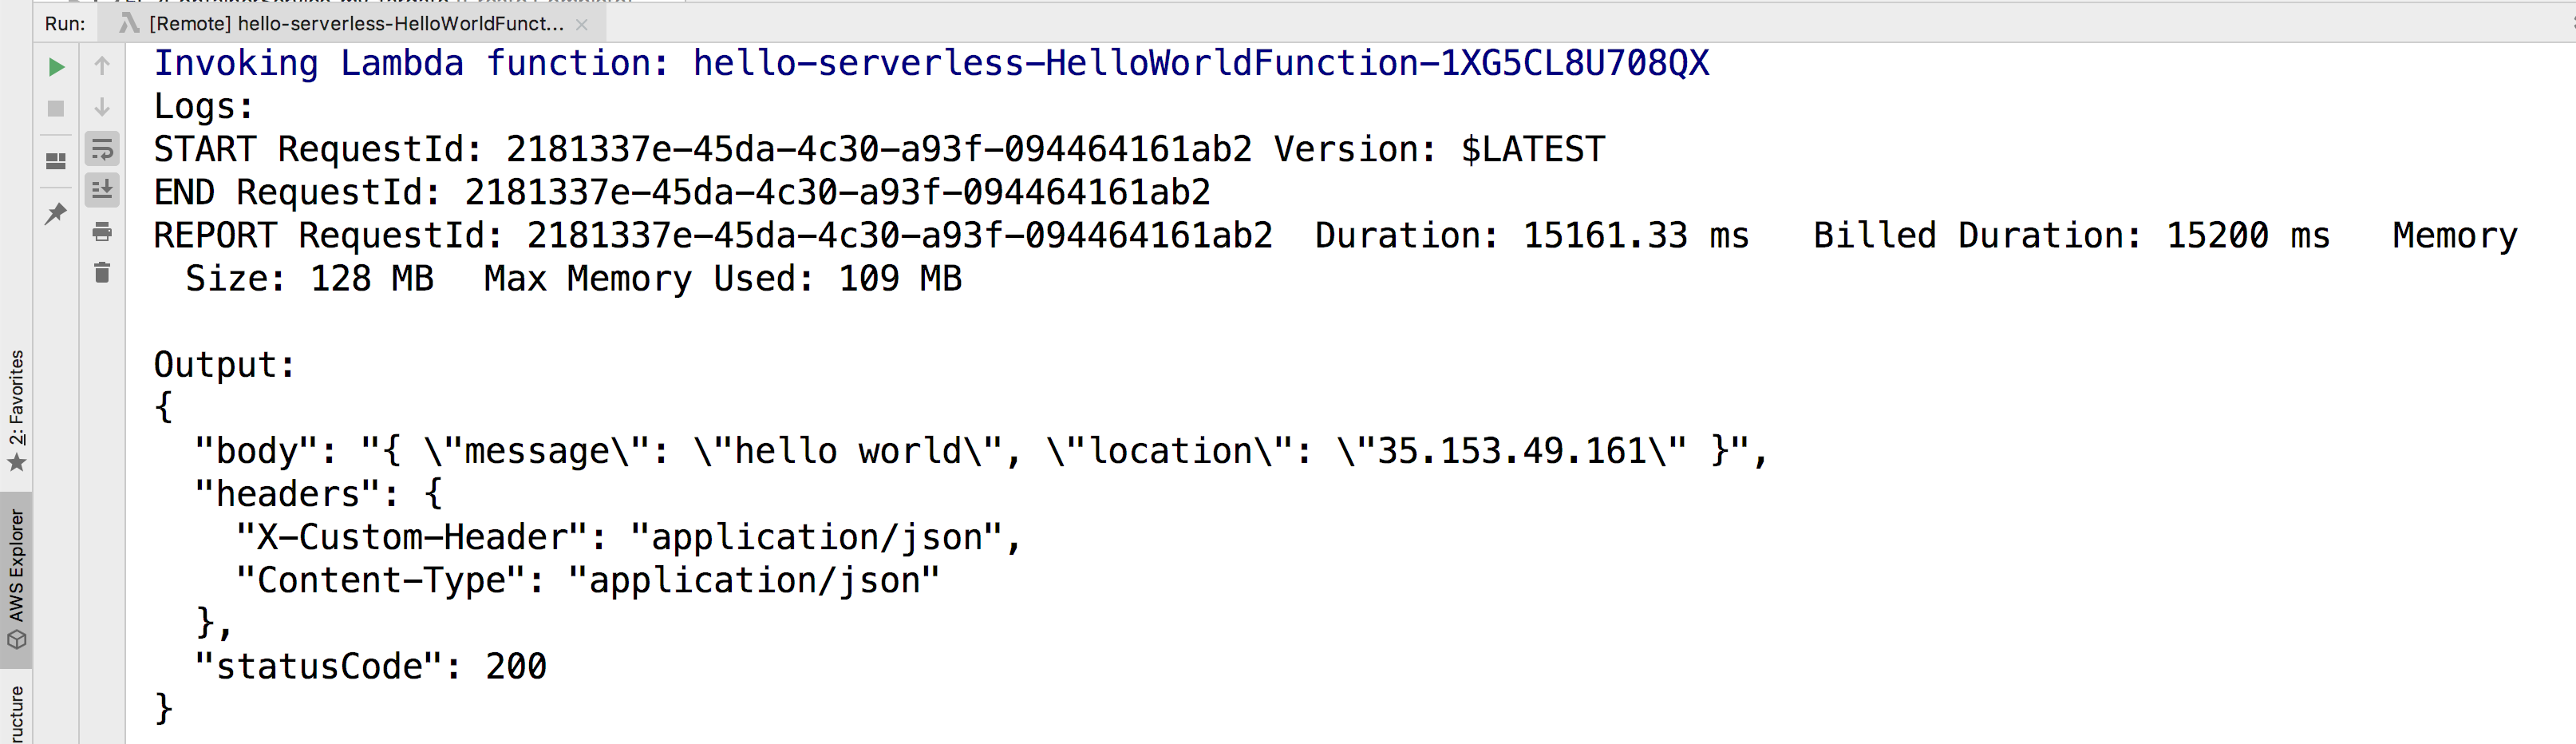 Run: [Remote] hello-serverless-HelloWorldFunct...
Invoking Lambda function: hello-serverless-HelloWorldFunction-1XG5CL8U708QX
Logs:
START RequestId: 2181337e-45da-4c30-a93f-094464161ab2 Version: $LATEST
END RequestId: 2181337e-45da-4c30-a93f-094464161ab2
REPORT RequestId: 2181337e-45da-4c30-a93f-094464161ab2 Duration: 15161.33 ms Billed Duration: 15200 ms Memory
Size: 128 MB Max Memory Used: 109 MB
Output:
{
"body": "{ \"message\": \"hello world\", \"location\": \"35.153.49.161\" }",
"headers": {
"X-Custom-Header": "application/json",
"Content-Type": "application/json"
},
"statusCode": 200
}
2: Favorites
AWS Explorer
ructure